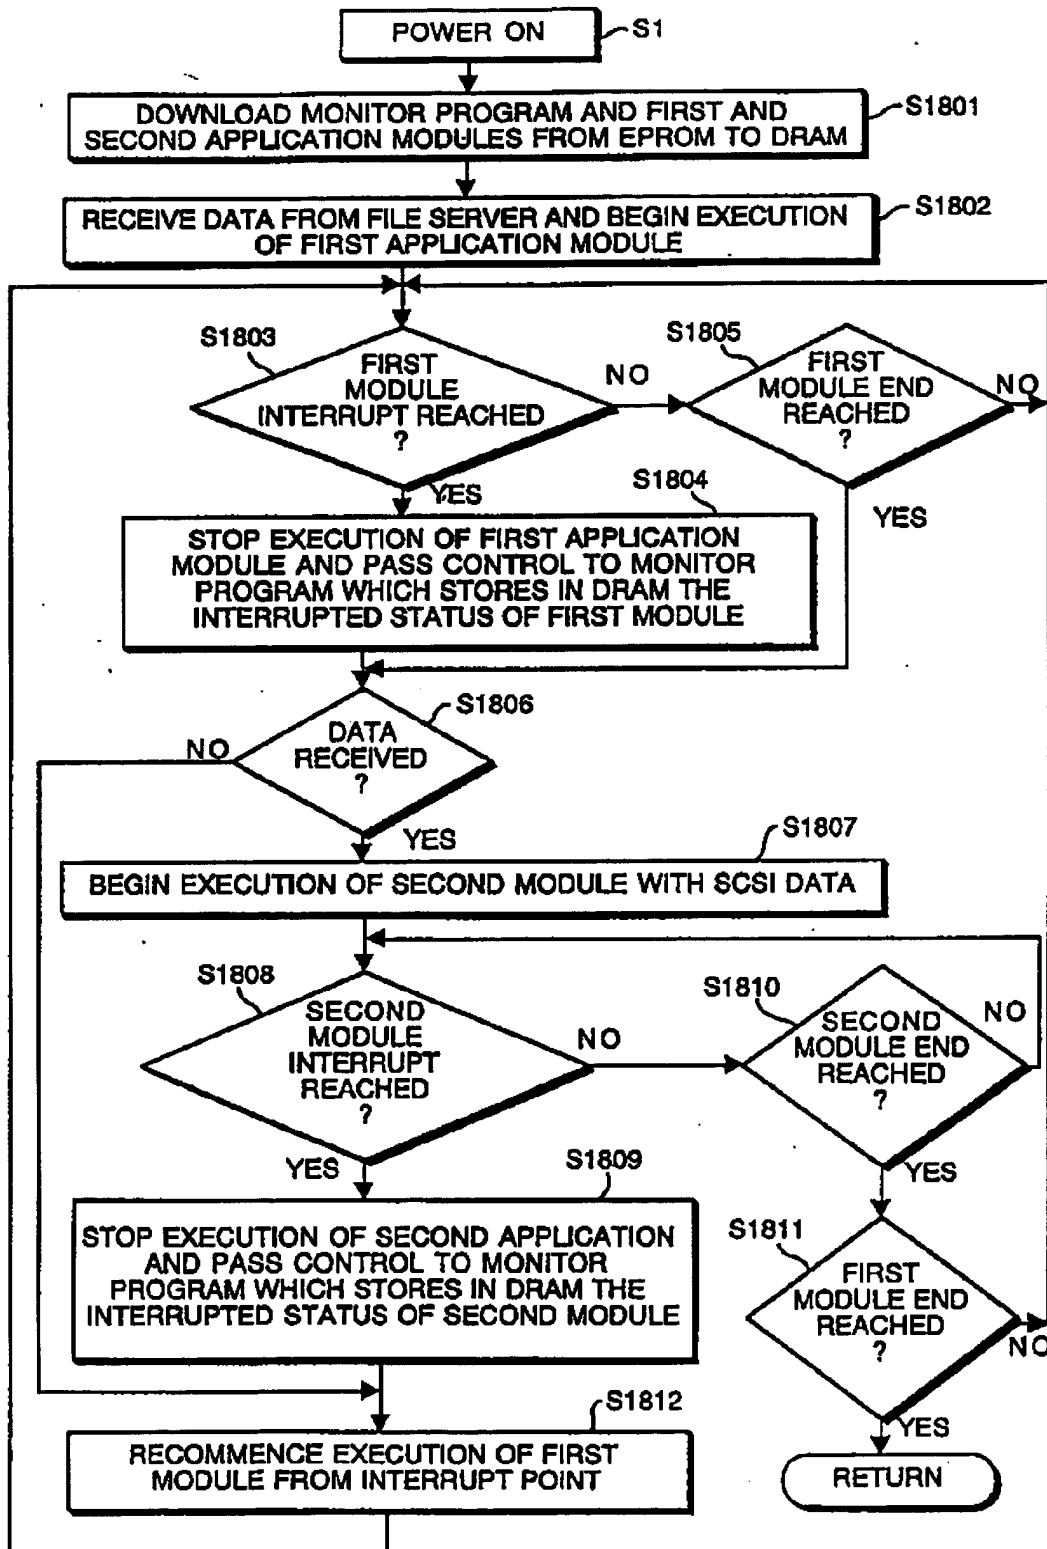 POWER ON
S1
DOWNLOAD MONITOR PROGRAM AND FIRST AND
SECOND APPLICATION MODULES FROM EPROM TO DRAM
S1801
RECEIVE DATA FROM FILE SERVER AND BEGIN EXECUTION
OF FIRST APPLICATION MODULE
S1802
S1803
FIRST
MODULE
INTERRUPT REACHED
?
NO
YES
S1805
FIRST
MODULE END
REACHED
?
NO
YES
S1804
STOP EXECUTION OF FIRST APPLICATION
MODULE AND PASS CONTROL TO MONITOR
PROGRAM WHICH STORES IN DRAM THE
INTERRUPTED STATUS OF FIRST MODULE
S1806
DATA
RECEIVED
?
NO
YES
S1807
BEGIN EXECUTION OF SECOND MODULE WITH SCSI DATA
S1808
SECOND
MODULE
INTERRUPT
REACHED
?
NO
YES
S1810
SECOND
MODULE END
REACHED
?
NO
YES
S1809
STOP EXECUTION OF SECOND APPLICATION
AND PASS CONTROL TO MONITOR
PROGRAM WHICH STORES IN DRAM THE
INTERRUPTED STATUS OF SECOND MODULE
S1811
FIRST
MODULE END
REACHED
?
NO
YES
S1812
RECOMMENCE EXECUTION OF FIRST
MODULE FROM INTERRUPT POINT
RETURN